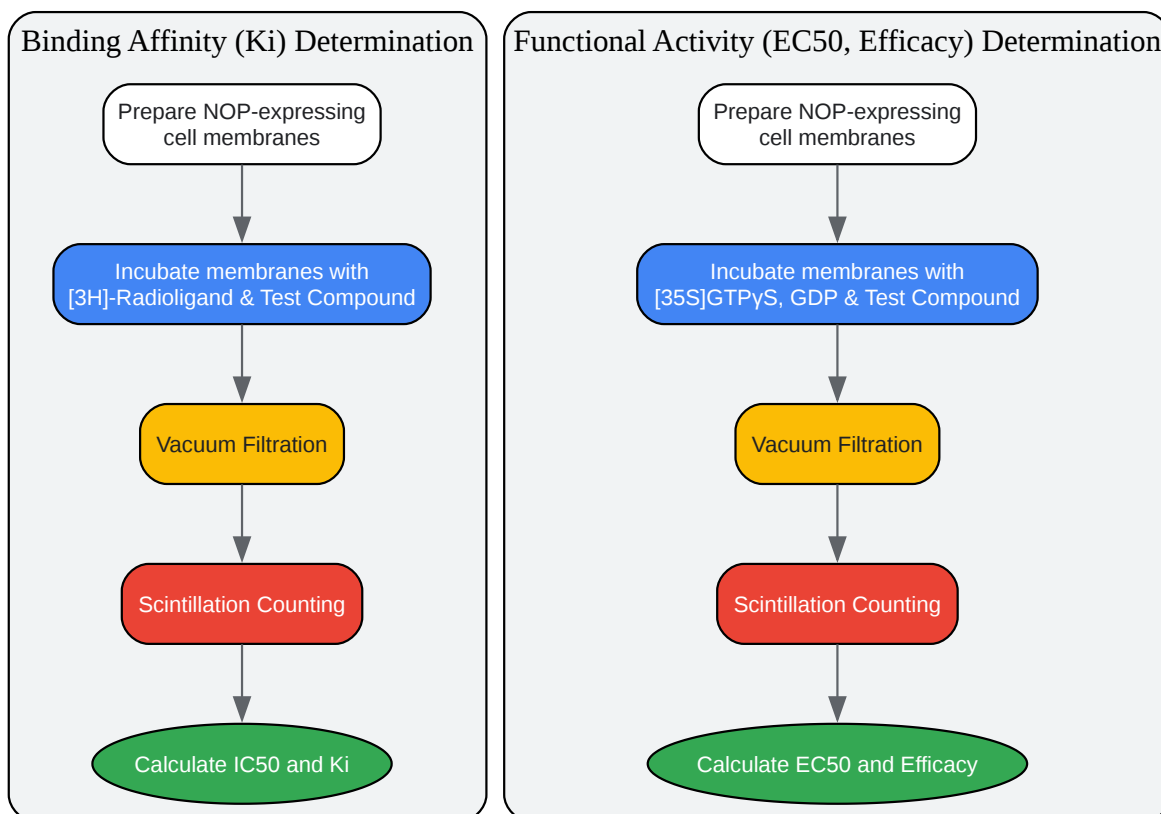 Binding Affinity (Ki) Determination
Prepare NOP-expressing
cell membranes
Incubate membranes with
[3H]-Radioligand & Test Compound
Vacuum Filtration
Scintillation Counting
Calculate IC50 and Ki
Functional Activity (EC50, Efficacy) Determination
Prepare NOP-expressing
cell membranes
Incubate membranes with
[35S]GTPγS, GDP & Test Compound
Vacuum Filtration
Scintillation Counting
Calculate EC50 and Efficacy